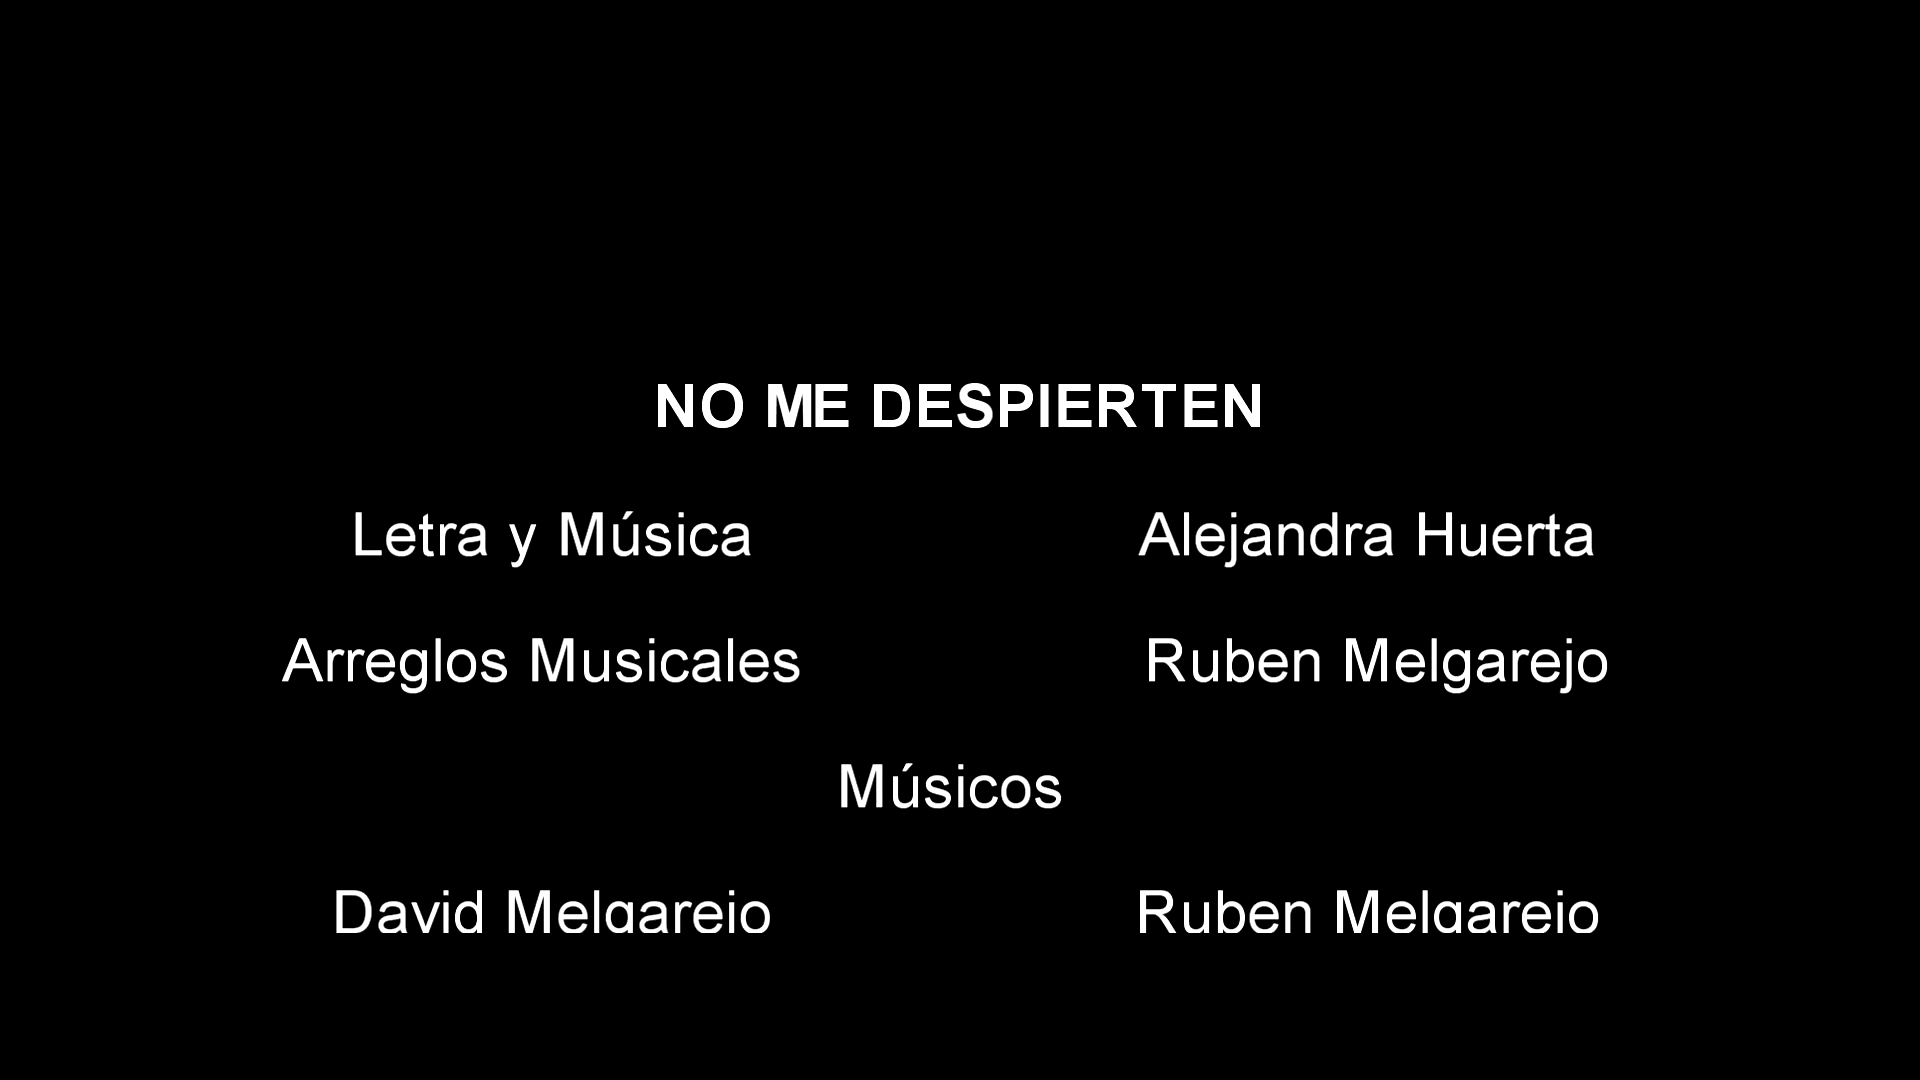 NO ME DESPIERTEN
Letra y Música Alejandra Huerta
Arreglos Musicales Ruben Melgarejo
Músicos
David Melgarejo Ruben Melgarejo